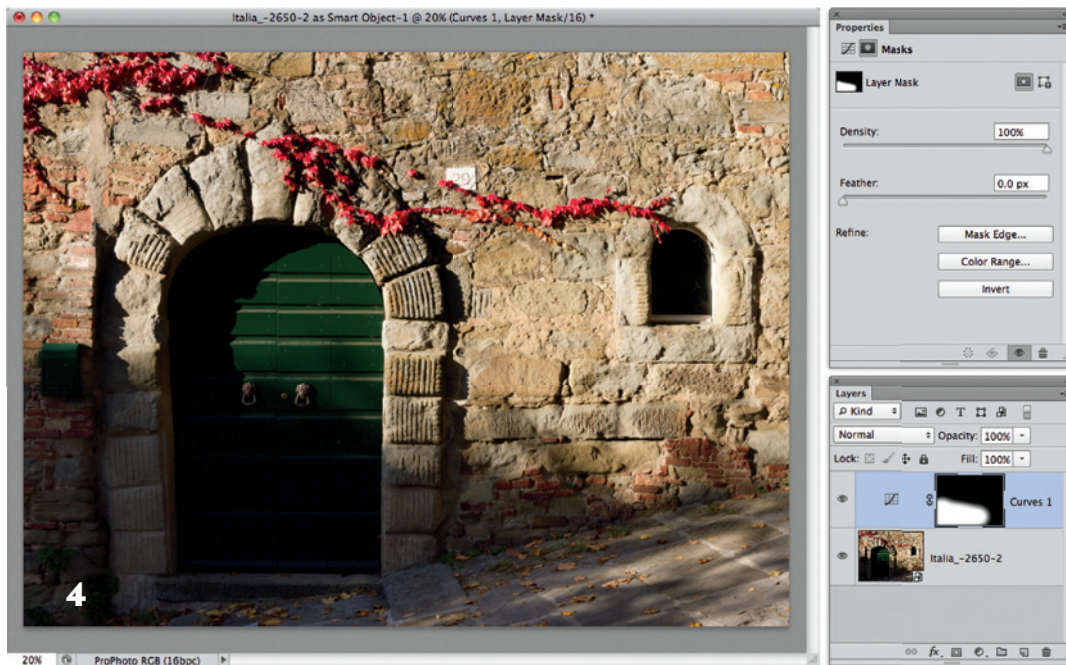 Italia_-2650-2 as Smart Object-1 @ 20% (Curves 1, Layer Mask/16) *
29
4
20%
ProPhoto RGB (16bpc)
Properties
Masks
Layer Mask
Density: 100%
Feather: 0.0 px
Refine: Mask Edge...
Color Range...
Invert
Layers
Kind
Normal Opacity: 100%
Lock: Fill: 100%
Curves 1
Italia_-2650-2
fx